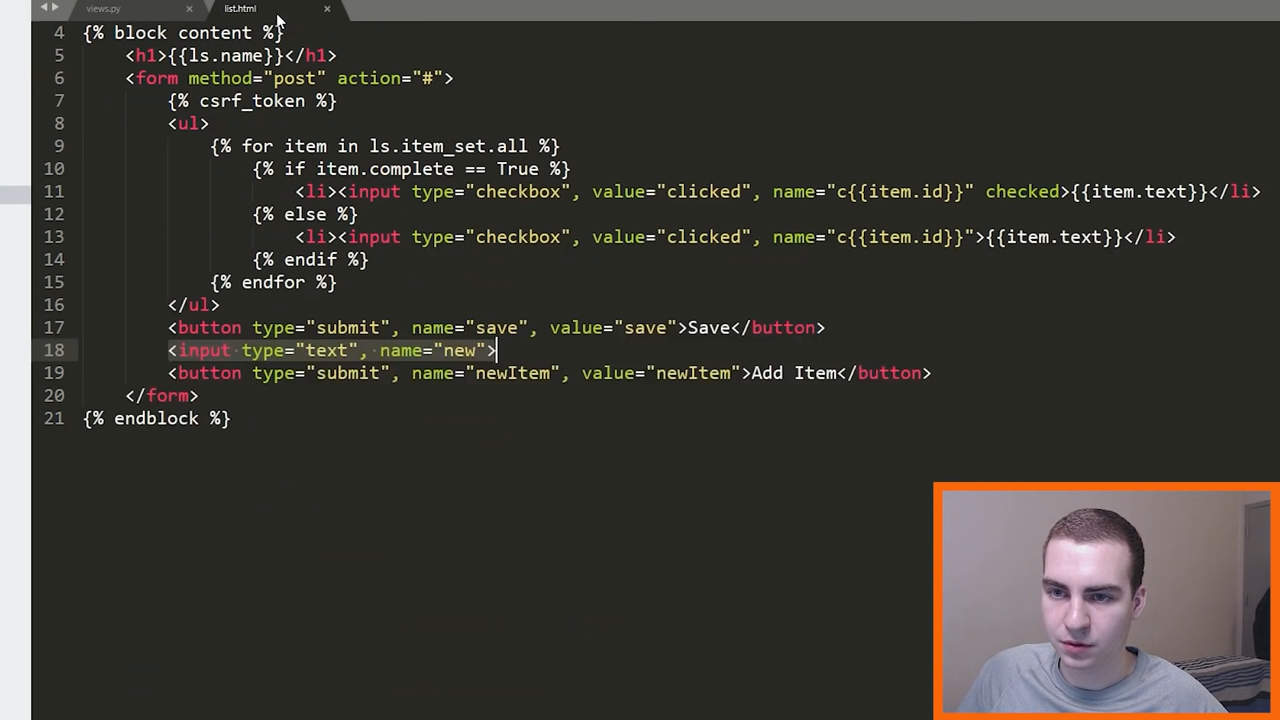 views.py × list.html ×
4 {% block content %}
5 <h1>{{ls.name}}</h1>
6 <form method="post" action="#">
7 {% csrf_token %}
8 <ul>
9 {% for item in ls.item_set.all %}
10 {% if item.complete == True %}
11 <li><input type="checkbox", value="clicked", name="c{{item.id}}" checked>{{item.text}}</li>
12 {% else %}
13 <li><input type="checkbox", value="clicked", name="c{{item.id}}">{{item.text}}</li>
14 {% endif %}
15 {% endfor %}
16 </ul>
17 <button type="submit", name="save", value="save">Save</button>
18 <input type="text", name="new">
19 <button type="submit", name="newItem", value="newItem">Add Item</button>
20 </form>
21 {% endblock %}